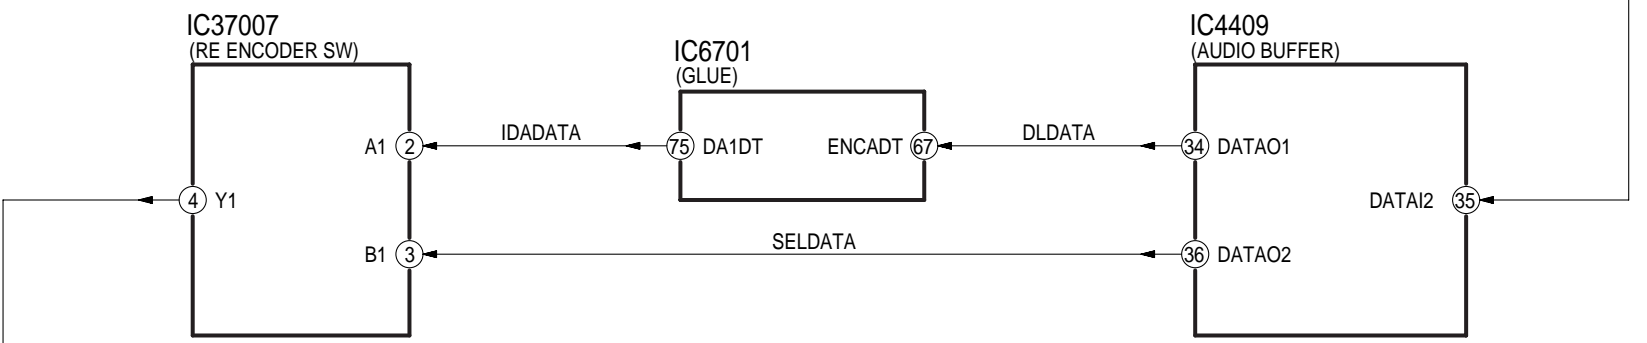 IC37007
(RE ENCODER SW)
IC6701
(GLUE)
IC4409
(AUDIO BUFFER)
A1 2
IDADATA
75 DA1DT
ENCADT 67
DLDATA
34 DATAO1
4 Y1
DATAI2 35
B1 3
SELDATA
36 DATAO2